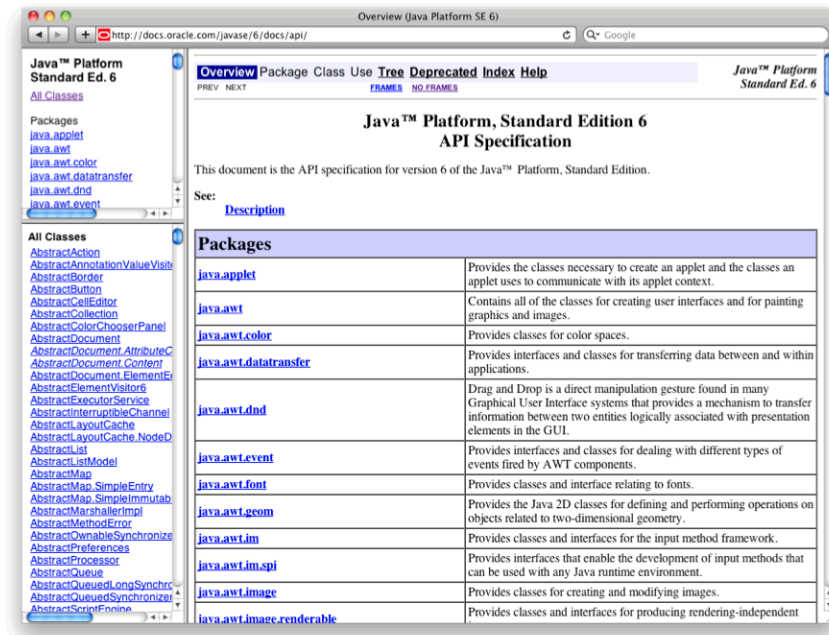 Overview (Java Platform SE 6)
http://docs.oracle.com/javase/6/docs/api/
Google
Java™ Platform
Standard Ed. 6
All Classes
Packages
java.applet
java.awt
java.awt.color
java.awt.datatransfer
java.awt.dnd
java.awt.event
All Classes
AbstractAction
AbstractAnnotationValueVisit
AbstractBorder
AbstractButton
AbstractCellEditor
AbstractCollection
AbstractColorChooserPanel
AbstractDocument
AbstractDocument.AttributeC
AbstractDocument.Content
AbstractDocument.ElementE
AbstractElementVisitor6
AbstractExecutorService
AbstractInterruptibleChannel
AbstractLayoutCache
AbstractLayoutCache.NodeD
AbstractList
AbstractListModel
AbstractMap
AbstractMap.SimpleEntry
AbstractMap.SimpleImmutab
AbstractMarshallerImpl
AbstractMethodError
AbstractOwnableSynchronize
AbstractPreferences
AbstractProcessor
AbstractQueue
AbstractQueuedLongSynchro
AbstractQueuedSynchronizer
AbstractScriptEngine
Overview Package Class Use Tree Deprecated Index Help
PREV NEXT FRAMES NO FRAMES
Java™ Platform
Standard Ed. 6
Java™ Platform, Standard Edition 6
API Specification
This document is the API specification for version 6 of the Java™ Platform, Standard Edition.
See:
Description
Packages
java.applet
Provides the classes necessary to create an applet and the classes an
applet uses to communicate with its applet context.
java.awt
Contains all of the classes for creating user interfaces and for painting
graphics and images.
java.awt.color
Provides classes for color spaces.
java.awt.datatransfer
Provides interfaces and classes for transferring data between and within
applications.
java.awt.dnd
Drag and Drop is a direct manipulation gesture found in many
Graphical User Interface systems that provides a mechanism to transfer
information between two entities logically associated with presentation
elements in the GUI.
java.awt.event
Provides interfaces and classes for dealing with different types of
events fired by AWT components.
java.awt.font
Provides classes and interface relating to fonts.
java.awt.geom
Provides the Java 2D classes for defining and performing operations on
objects related to two-dimensional geometry.
java.awt.im
Provides classes and interfaces for the input method framework.
java.awt.im.spi
Provides interfaces that enable the development of input methods that
can be used with any Java runtime environment.
java.awt.image
Provides classes for creating and modifying images.
java.awt.image.renderable
Provides classes and interfaces for producing rendering-independent